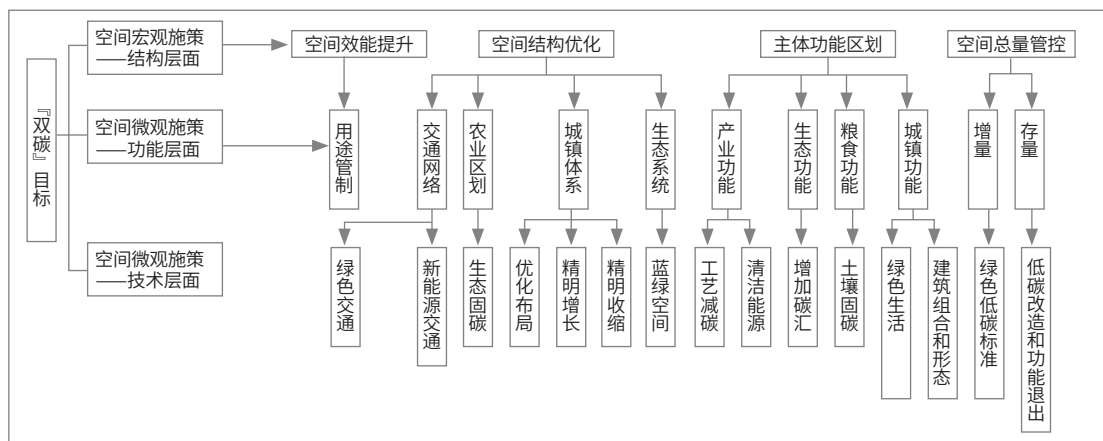 『双碳』目标
空间宏观施策
——结构层面
空间微观施策
——功能层面
空间微观施策
——技术层面
空间效能提升
空间结构优化
主体功能区划
空间总量管控
用途管制
交通网络
农业区划
城镇体系
生态系统
产业功能
生态功能
粮食功能
城镇功能
增量
存量
绿色交通
新能源交通
生态固碳
优化布局
精明增长
精明收缩
蓝绿空间
工艺减碳
清洁能源
增加碳汇
土壤固碳
绿色生活
建筑组合和形态
绿色低碳标准
低碳改造和功能退出